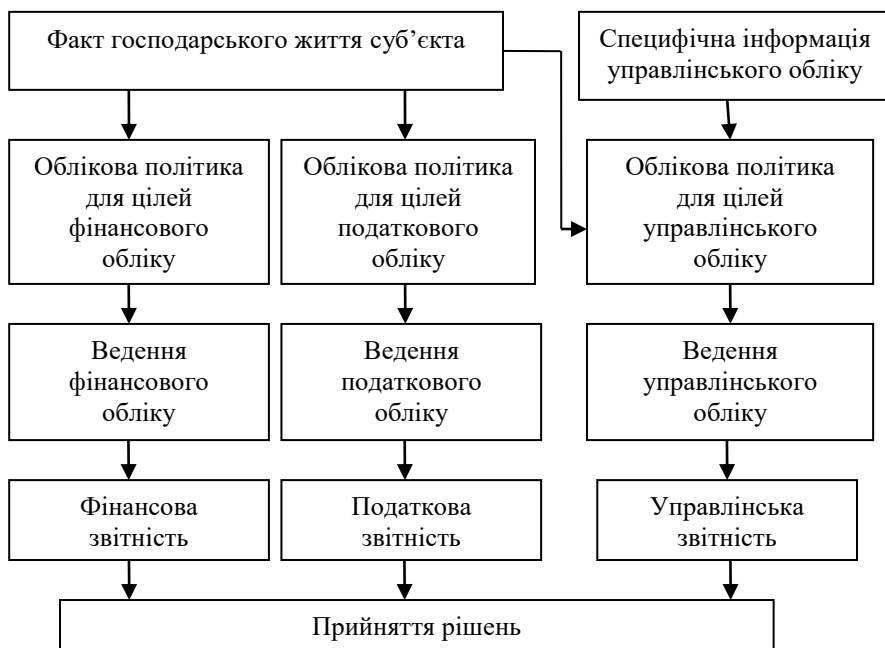 Факт господарського життя суб’єкта
Специфічна інформація
управлінського обліку
Облікова політика
для цілей
фінансового
обліку
Облікова політика
для цілей
податкового
обліку
Облікова політика
для цілей
управлінського
обліку
Ведення
фінансового
обліку
Ведення
податкового
обліку
Ведення
управлінського
обліку
Фінансова
звітність
Податкова
звітність
Управлінська
звітність
Прийняття рішень